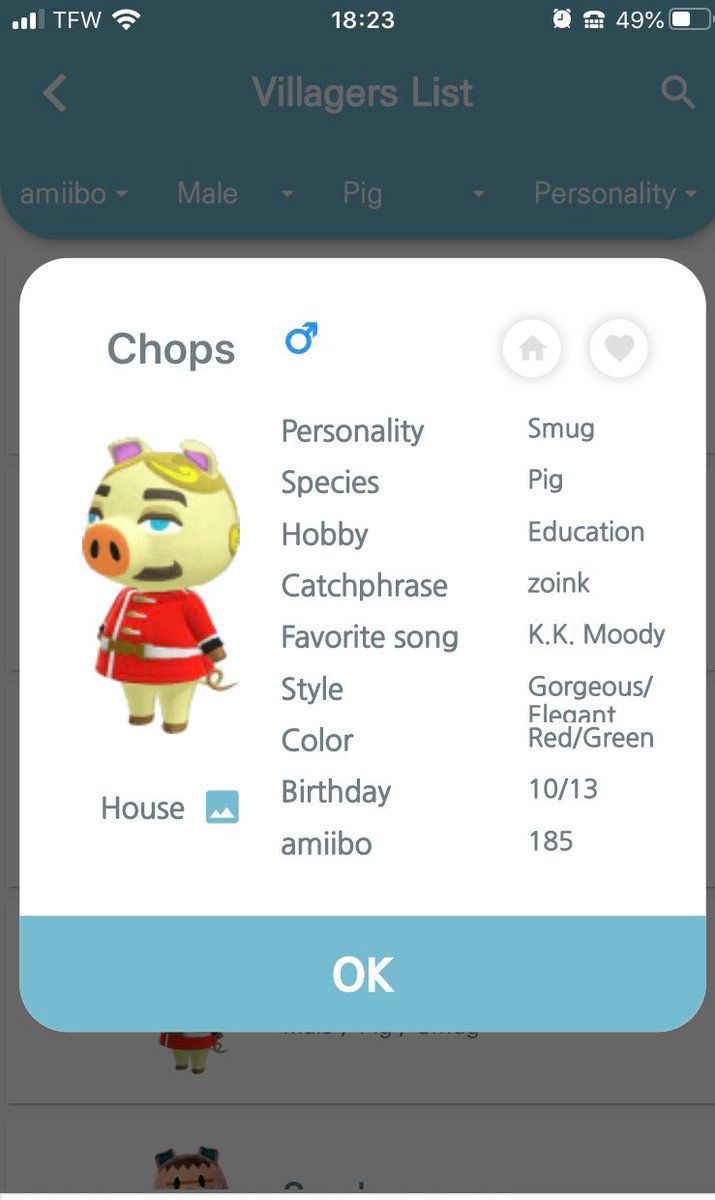 TFW 18:23 49%
Villagers List
amiibo Male Pig Personality
Chops
Personality Smug
Species Pig
Hobby Education
Catchphrase zoink
Favorite song K.K. Moody
Style Gorgeous/
Elegant
Color Red/Green
Birthday 10/13
House
amiibo 185
OK
Male / Pig / Smug